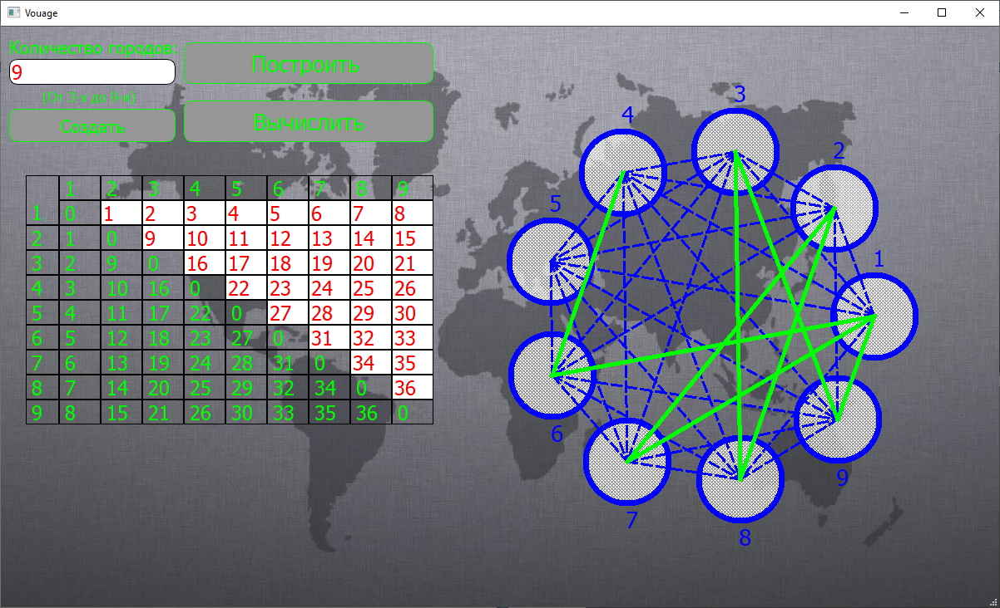 Vouage
Количество городов:
9
(От 3-х до 9-и)
Создать
Построить
Вычислить
1 2 3 4 5 6 7 8 9
1 0 1 2 3 4 5 6 7 8
2 1 0 9 10 11 12 13 14 15
3 2 9 0 16 17 18 19 20 21
4 3 10 16 0 22 23 24 25 26
5 4 11 17 22 0 27 28 29 30
6 5 12 18 23 27 0 31 32 33
7 6 13 19 24 28 31 0 34 35
8 7 14 20 25 29 32 34 0 36
9 8 15 21 26 30 33 35 36 0
3
4
2
5
1
6
9
7
8